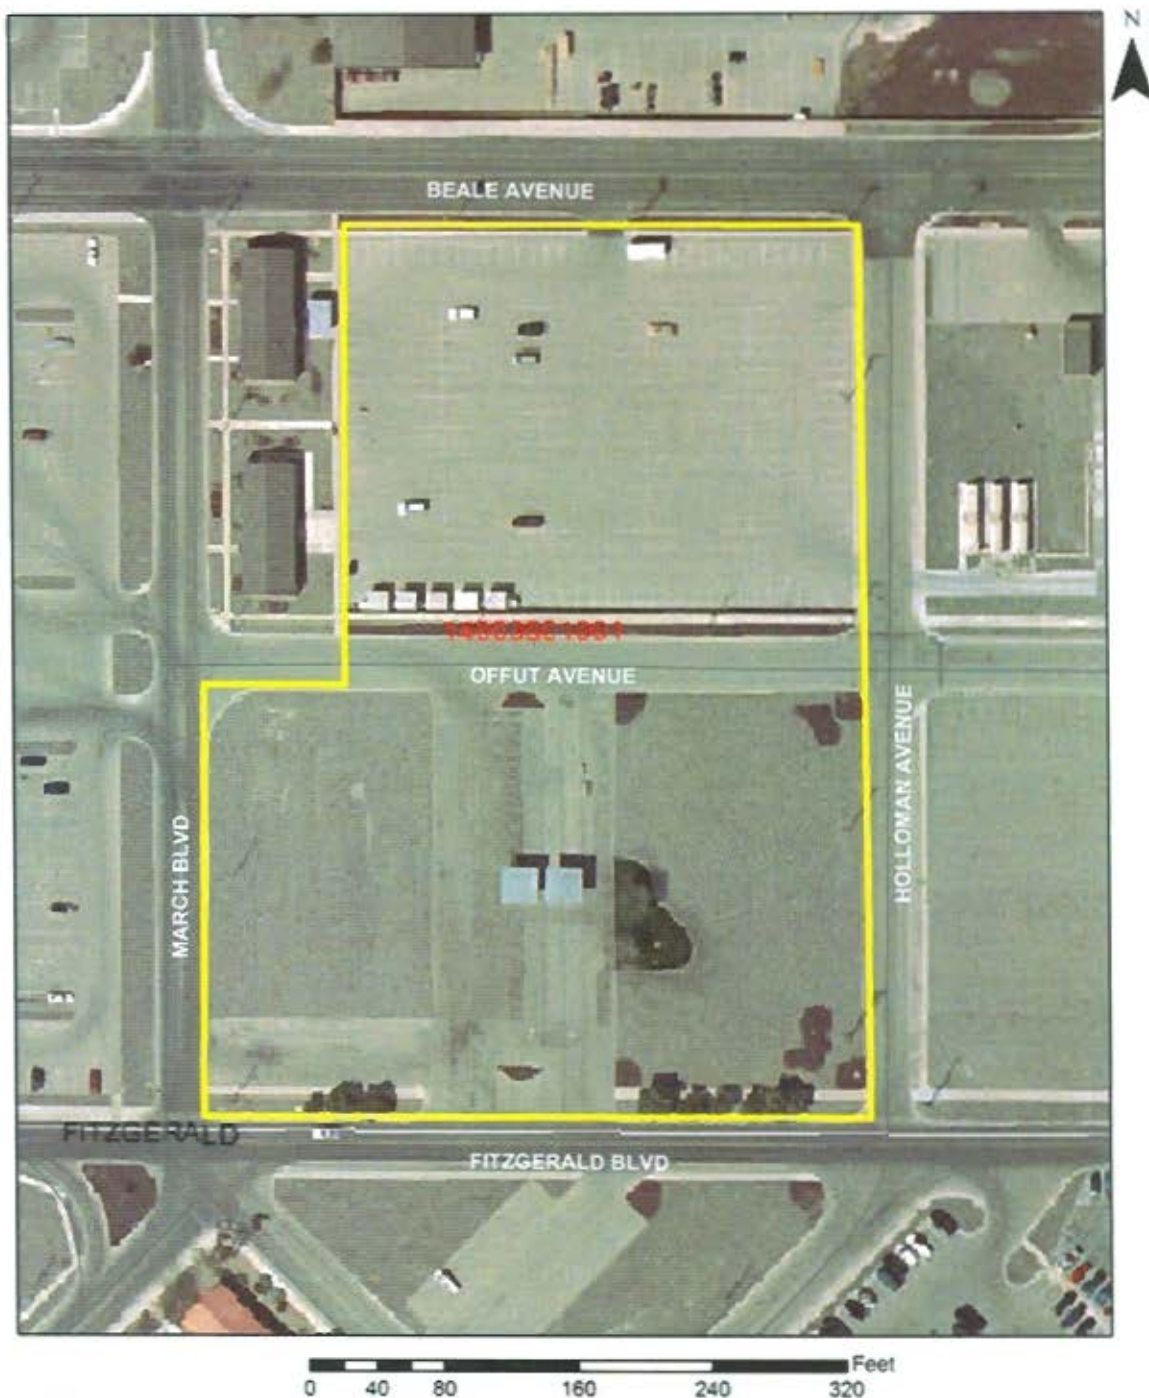 N
BEALE AVENUE
OFFUT AVENUE
HOLLOMAN AVENUE
MARCH BLVD
FITZGERALD
FITZGERALD BLVD
Feet
0 40 80 160 240 320